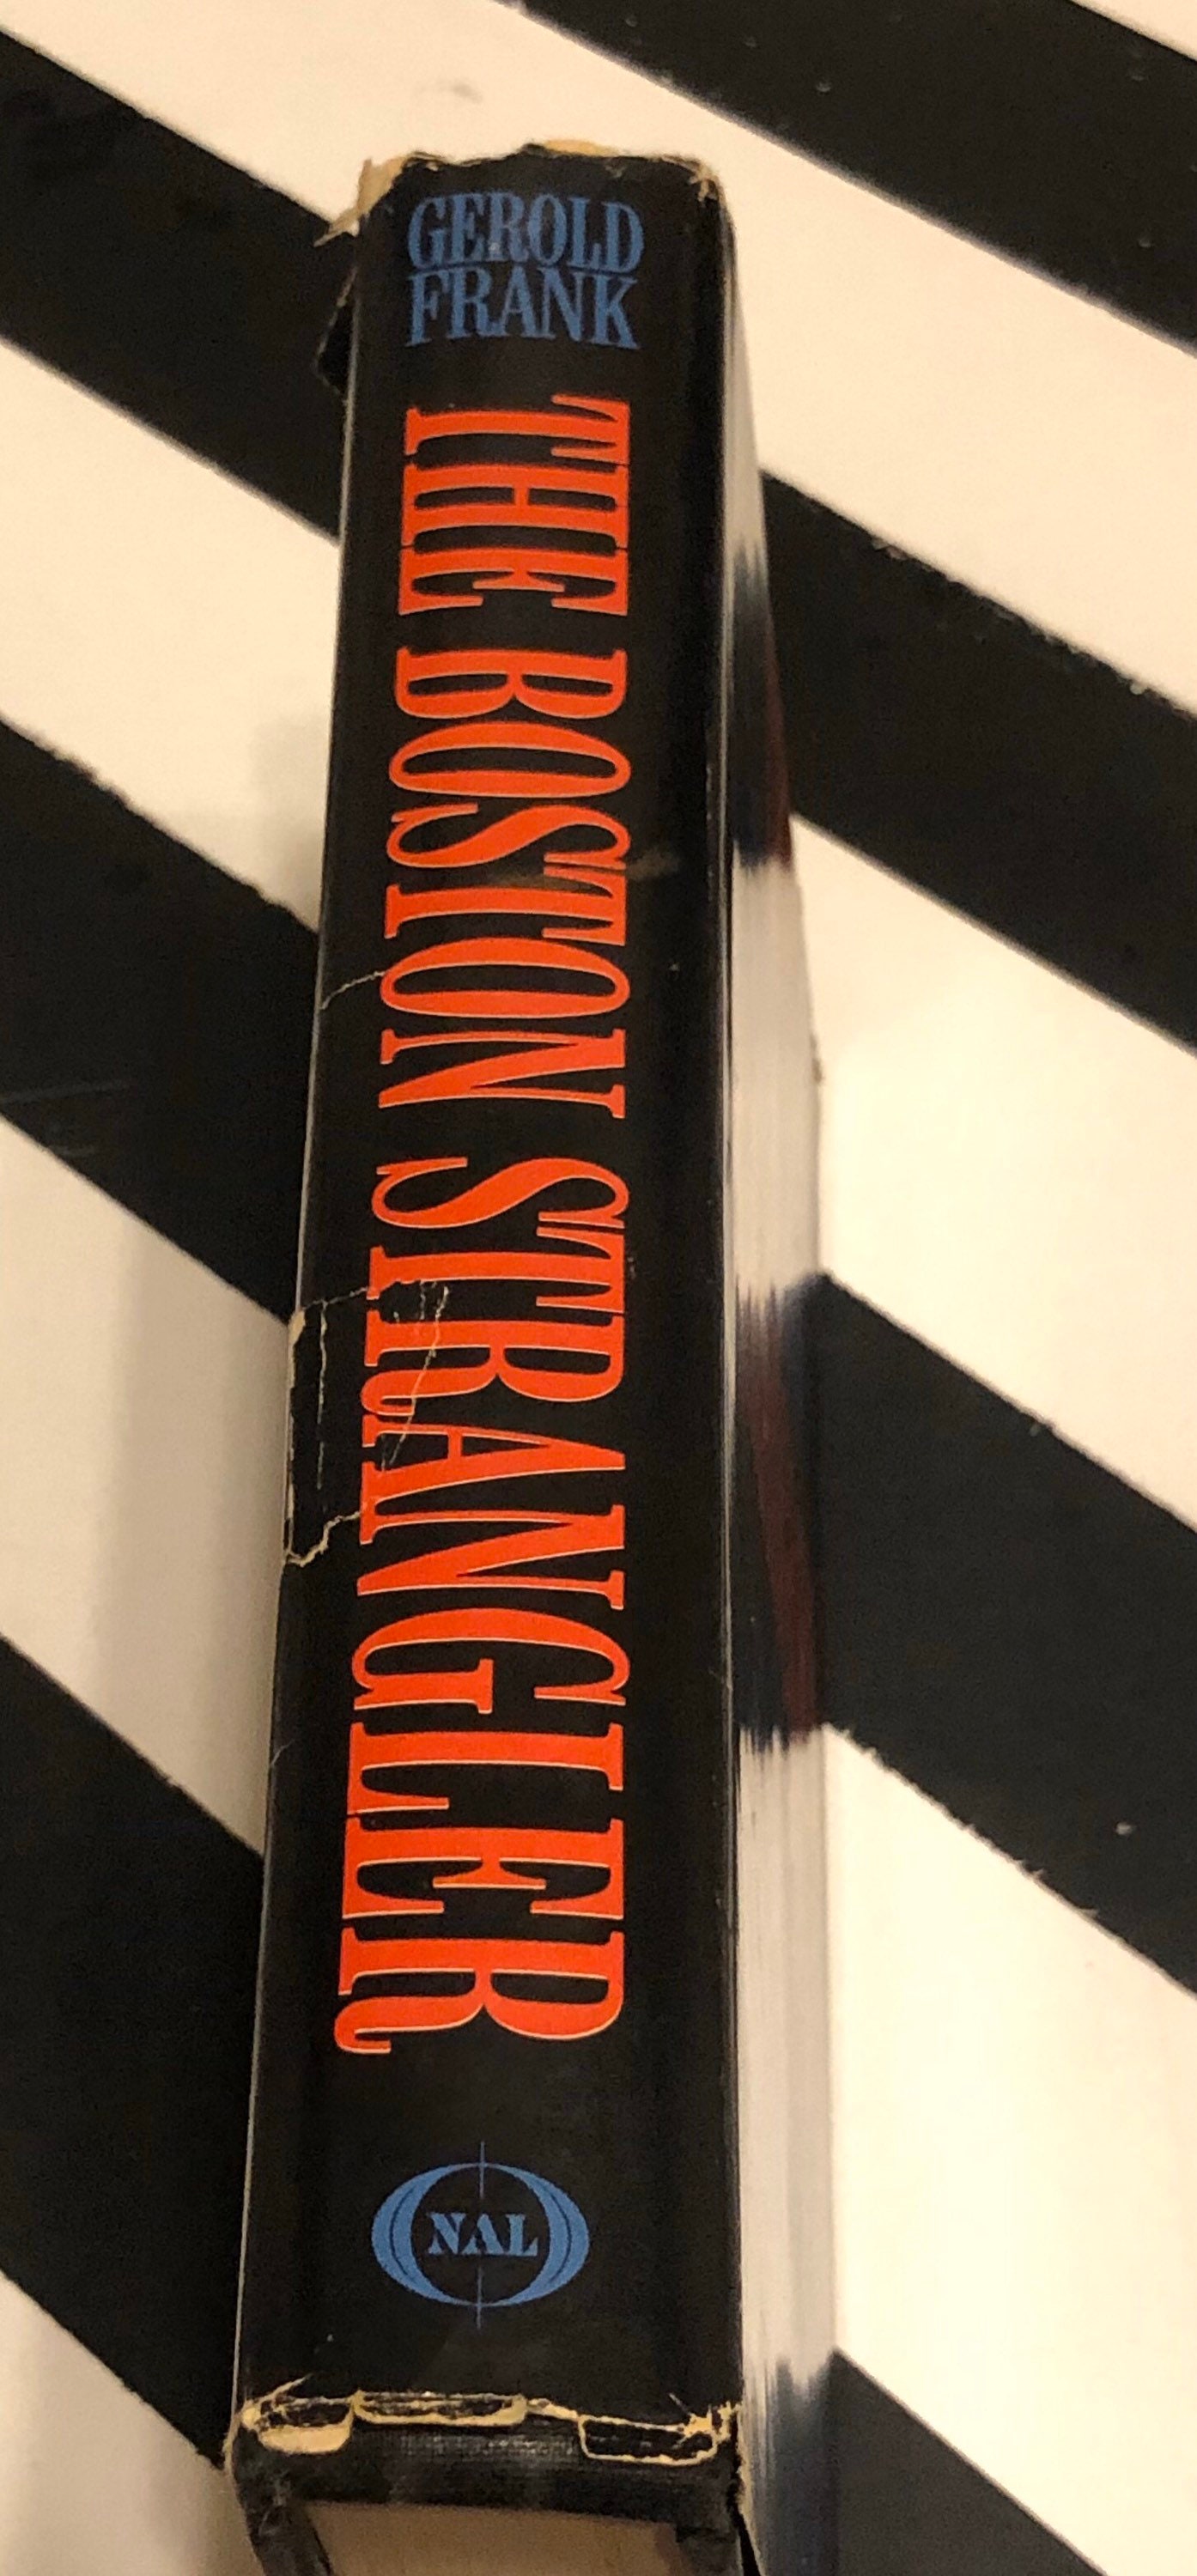 GEROLD
FRANK
THE BOSTON STRANGLER
NAL